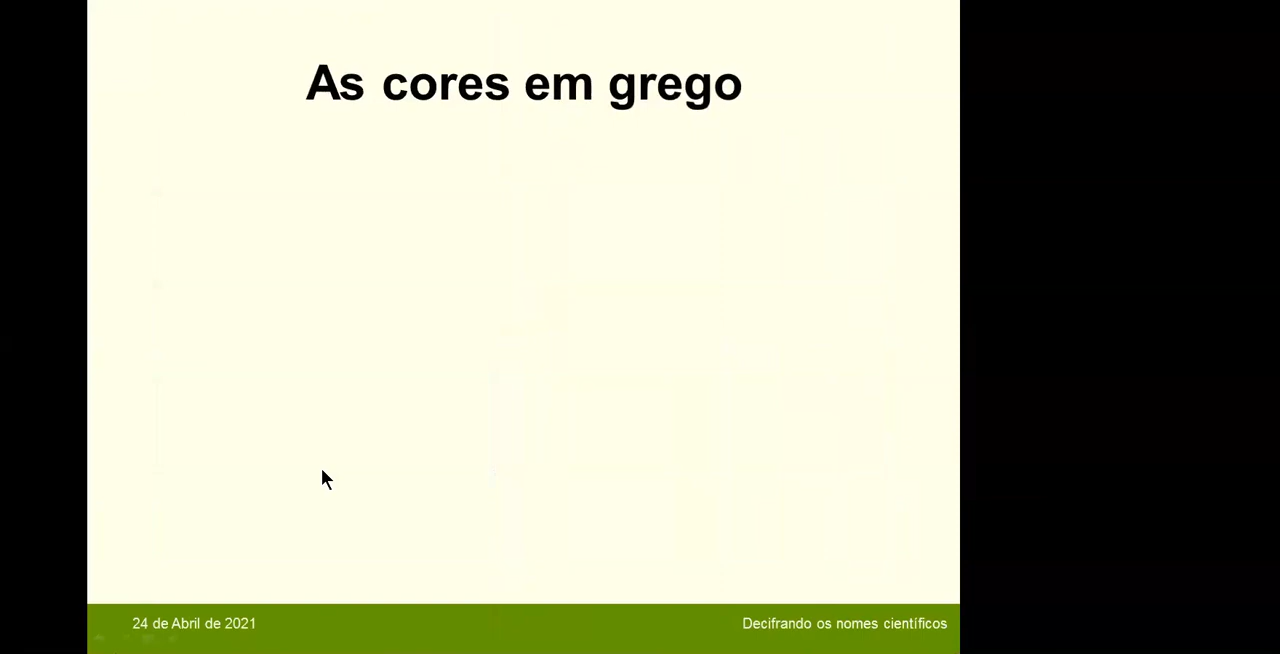 As cores em grego
24 de Abril de 2021
Decifrando os nomes científicos